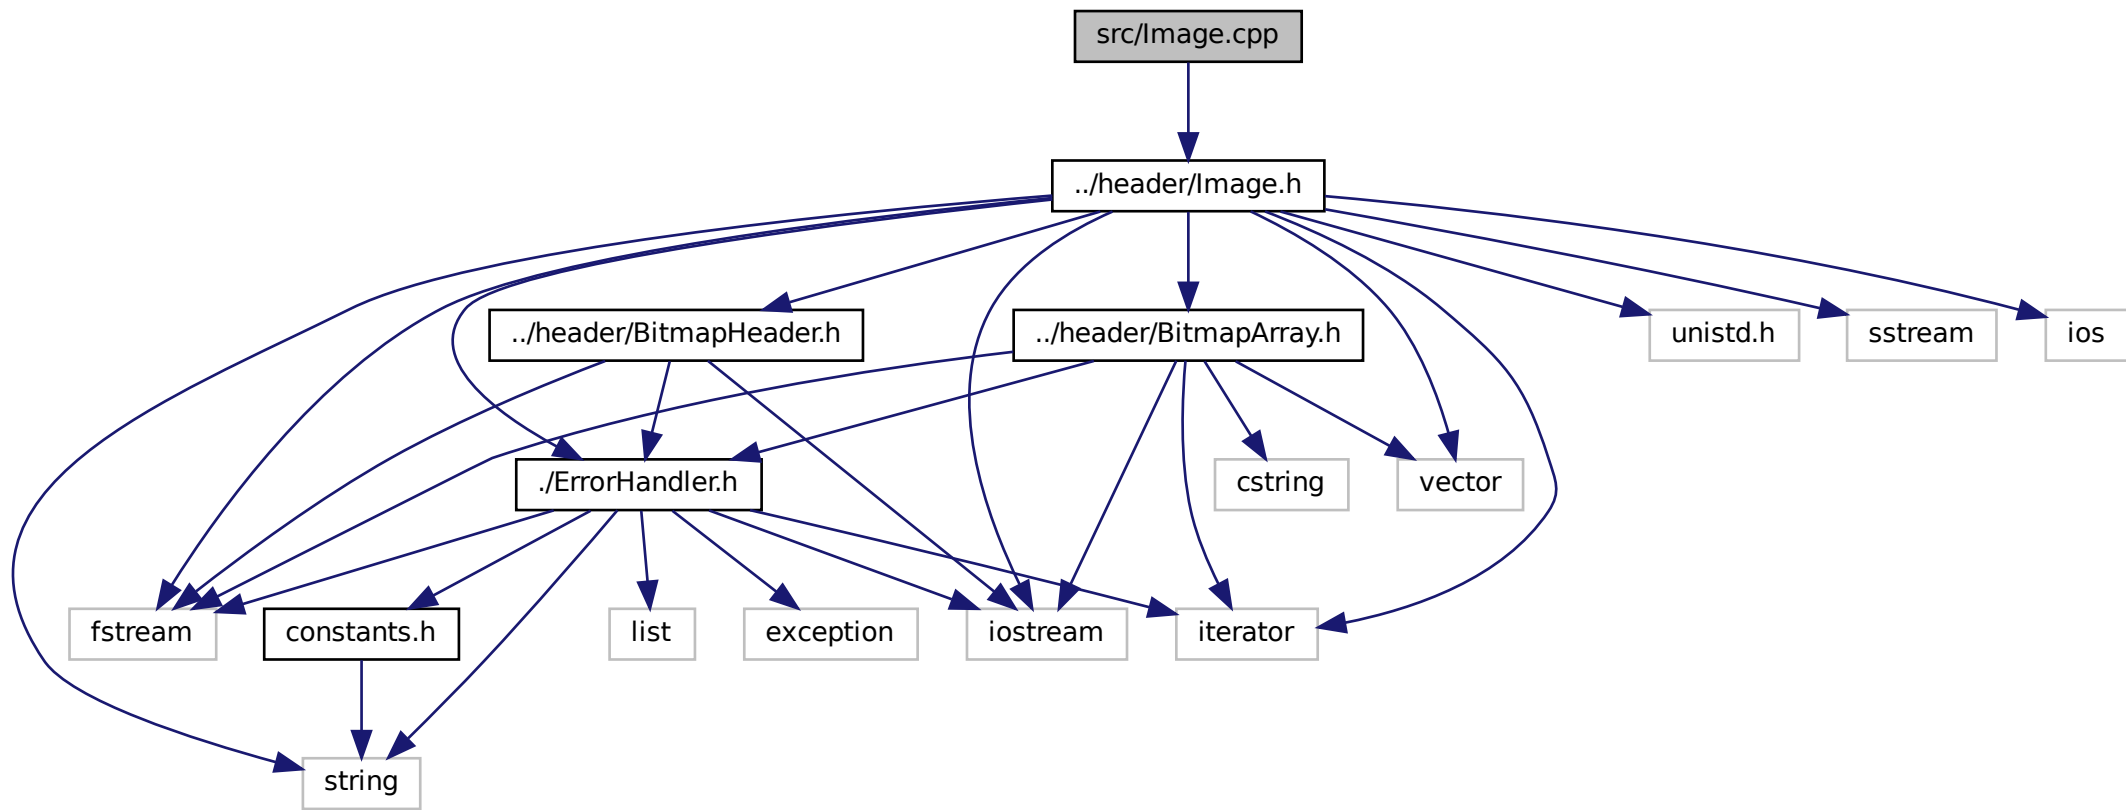 src/Image.cpp
../header/Image.h
../header/BitmapHeader.h
../header/BitmapArray.h
unistd.h
sstream
ios
./ErrorHandler.h
cstring
vector
fstream
constants.h
list
exception
iostream
iterator
string